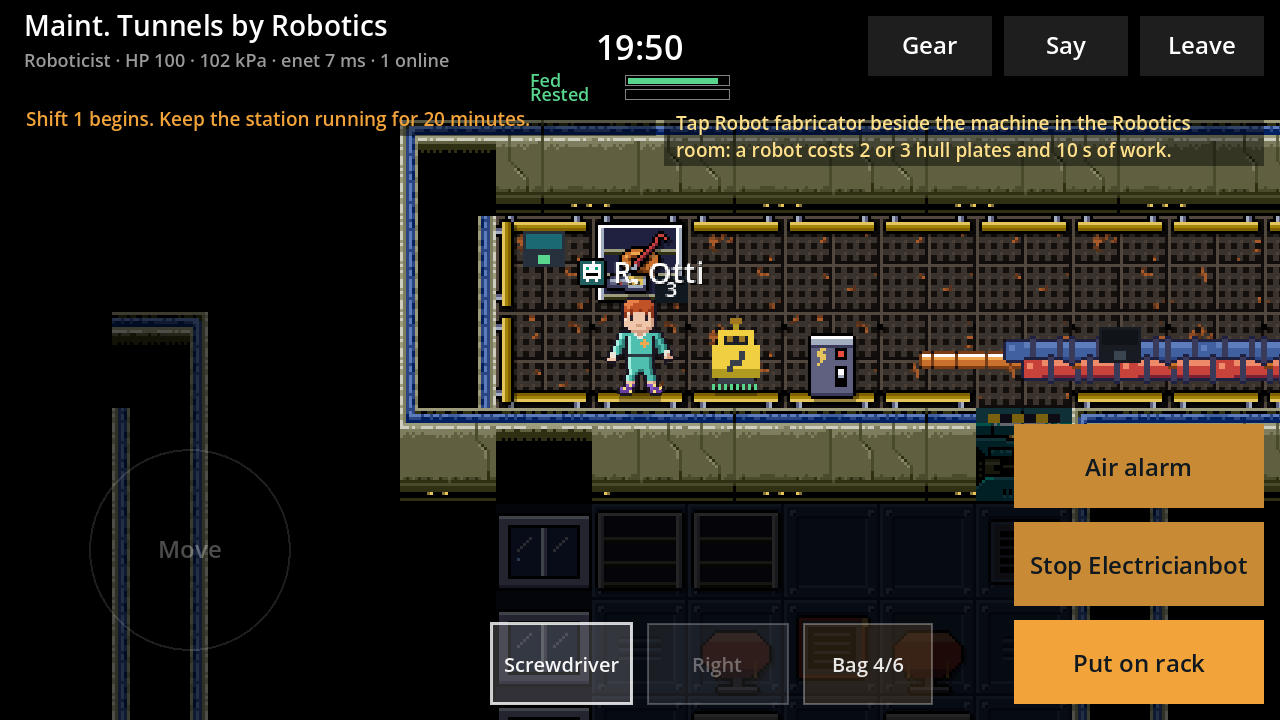 Maint. Tunnels by Robotics
Roboticist · HP 100 · 102 kPa · enet 7 ms · 1 online
19:50
Fed
Rested
Gear
Say
Leave
Shift 1 begins. Keep the station running for 20 minutes.
Tap Robot fabricator beside the machine in the Robotics
room: a robot costs 2 or 3 hull plates and 10 s of work.
R. Otti
3
Move
Air alarm
Stop Electricianbot
Put on rack
Screwdriver
Right
Bag 4/6